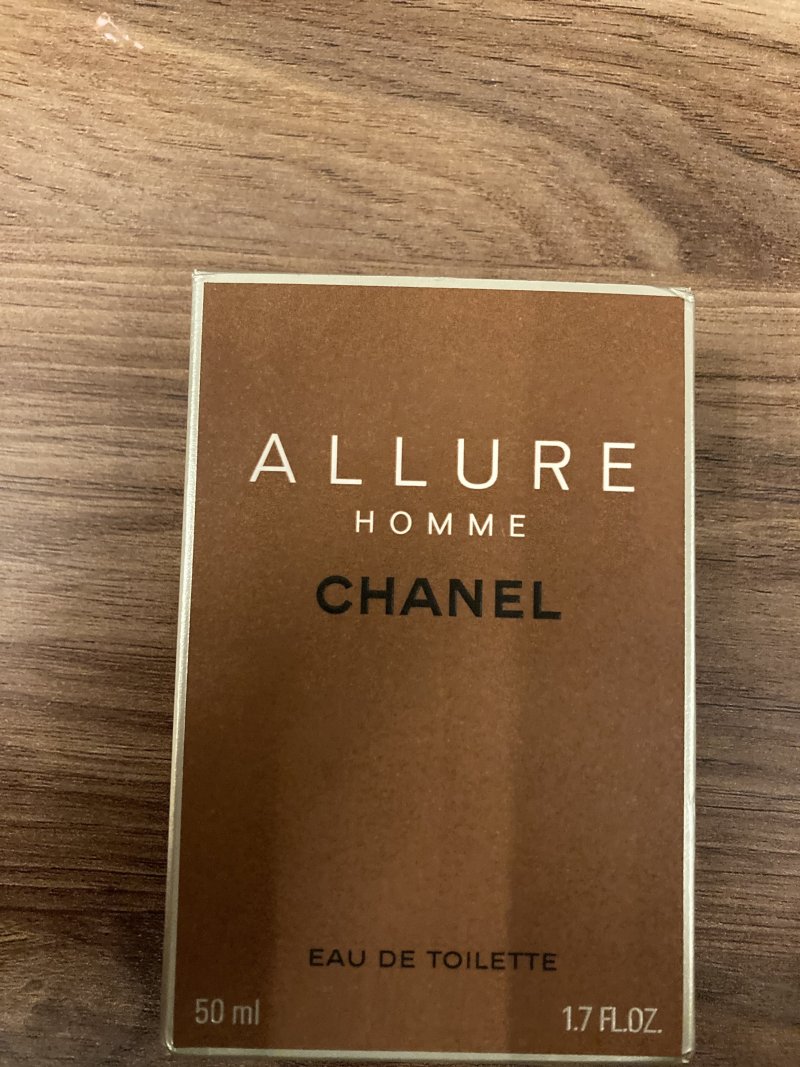 ALLURE
HOMME
CHANEL
EAU DE TOILETTE
50 ml 1.7 FL.OZ.